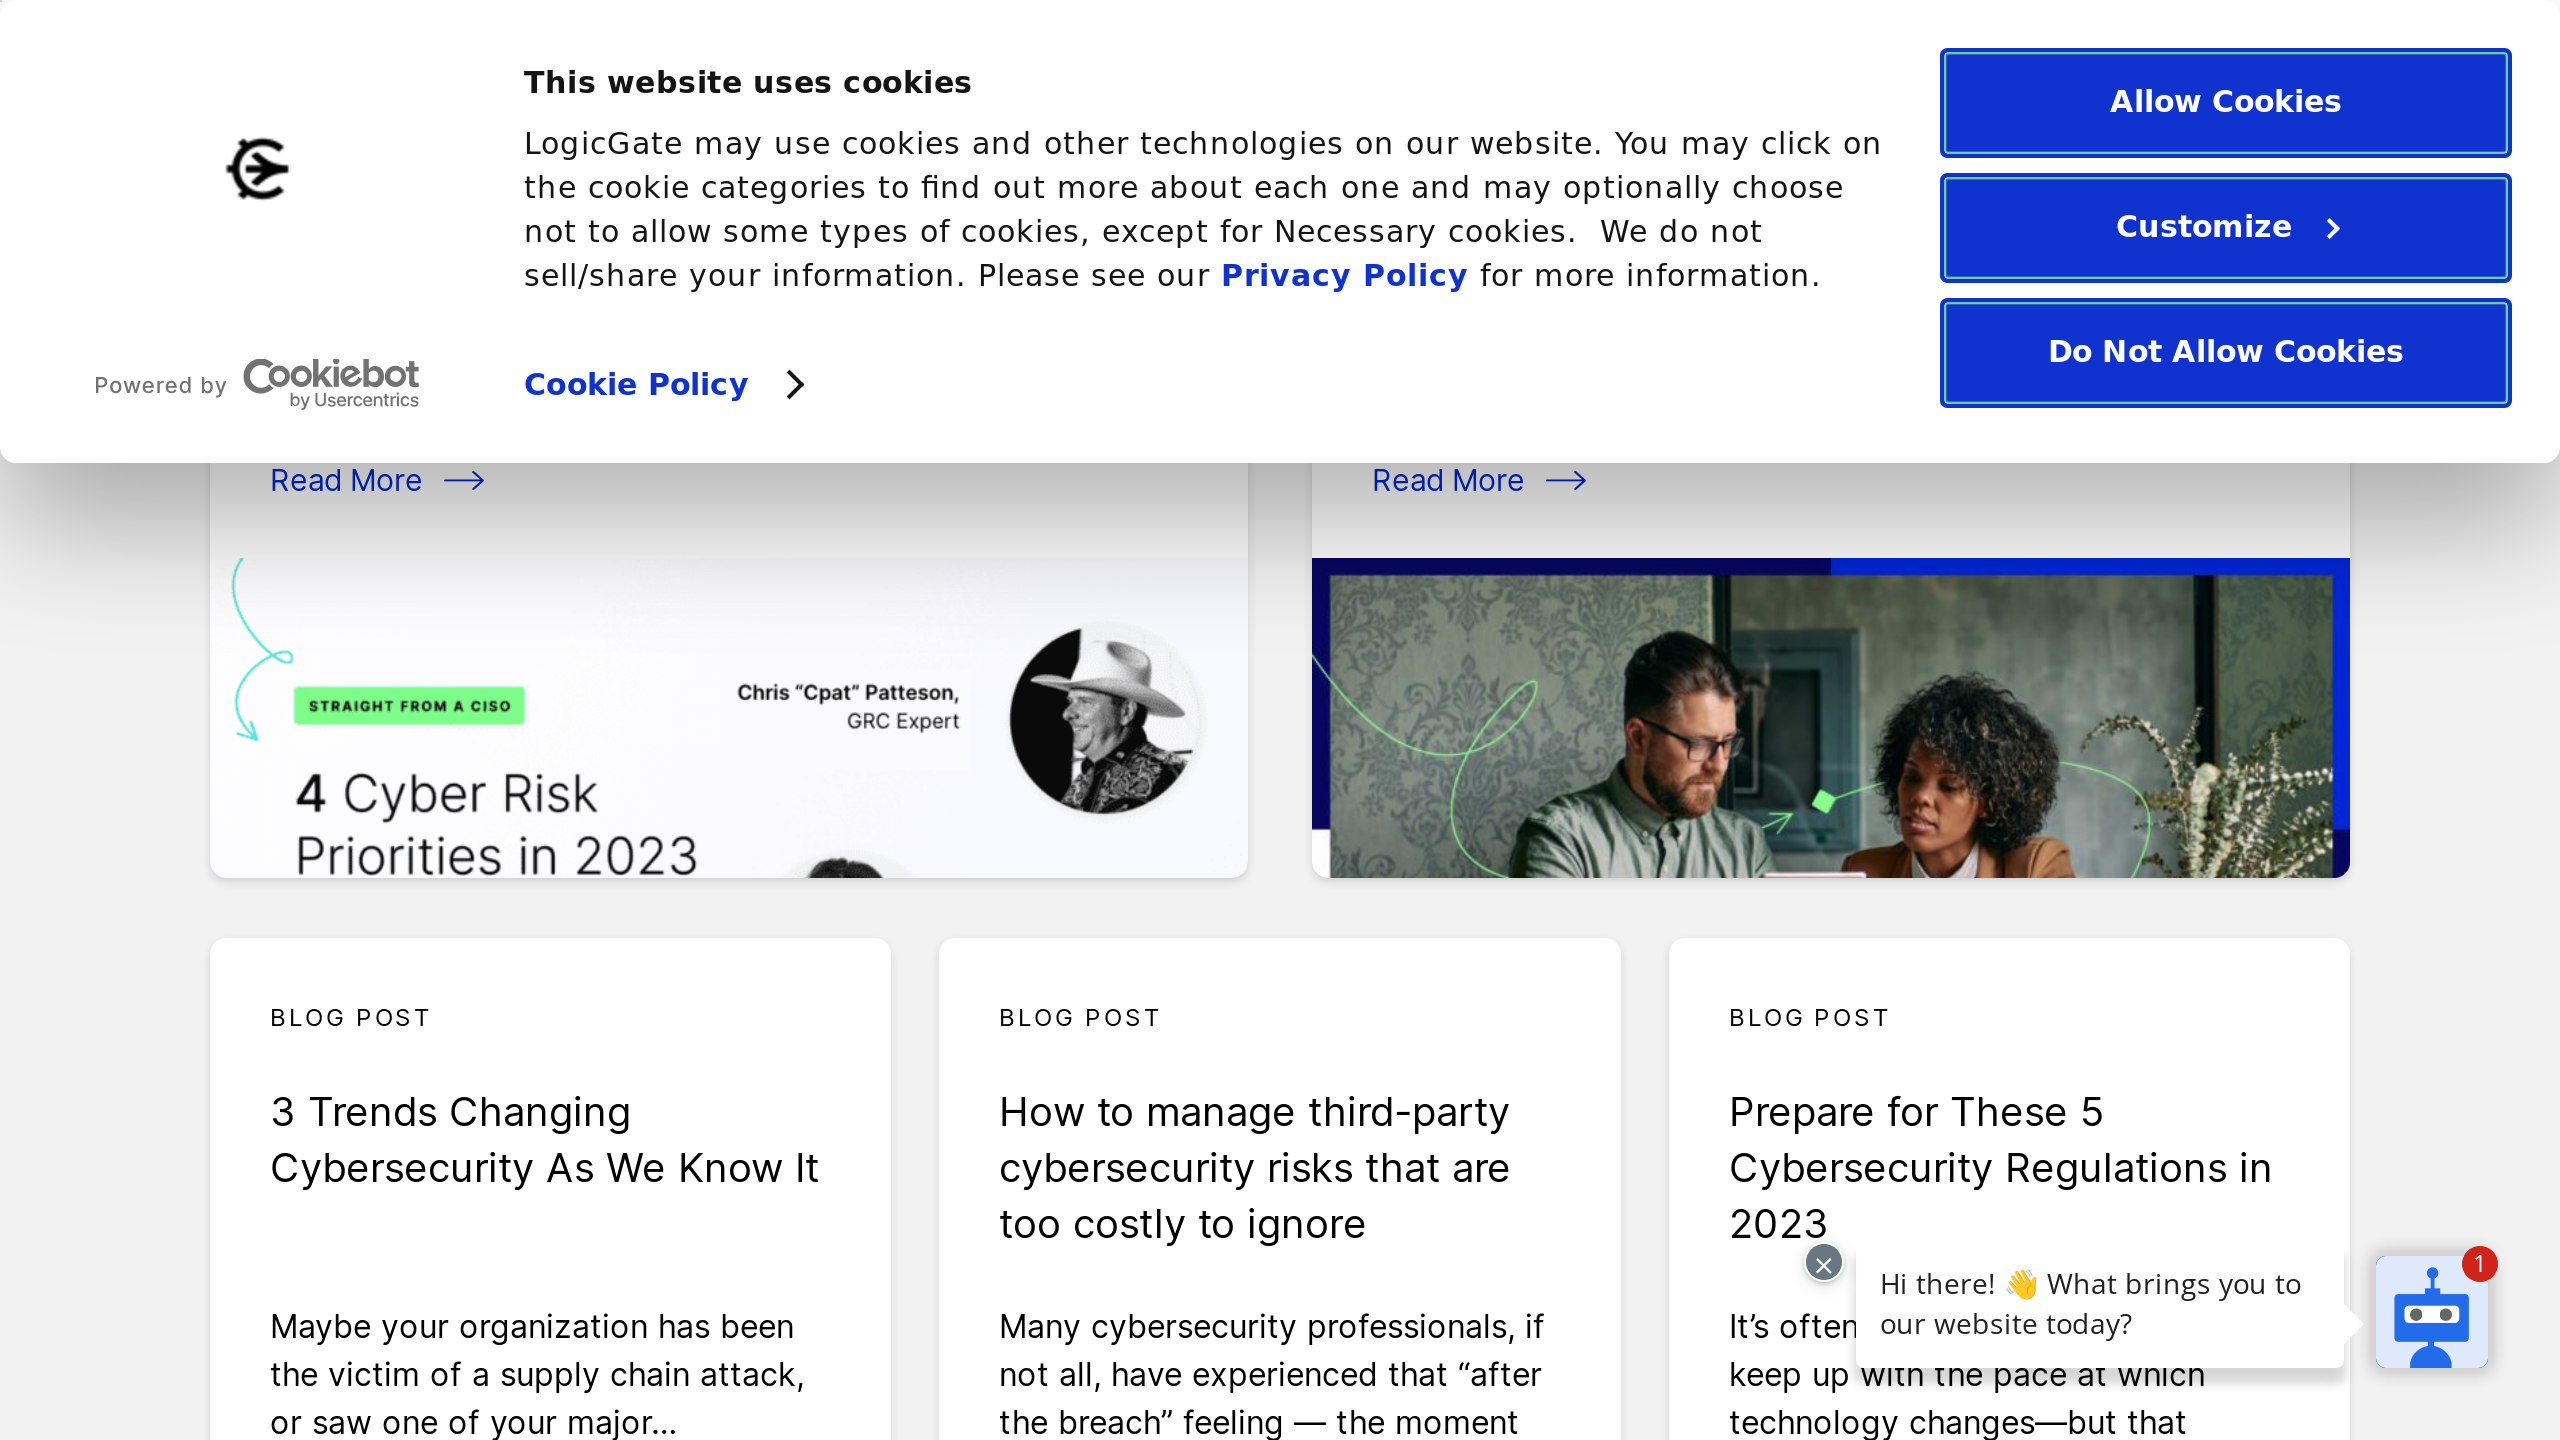 This website uses cookies
LogicGate may use cookies and other technologies on our website. You may click on
the cookie categories to find out more about each one and may optionally choose
not to allow some types of cookies, except for Necessary cookies.  We do not
sell/share your information. Please see our Privacy Policy for more information.
Powered by Cookiebot
by Usercentrics
Cookie Policy
Allow Cookies
Customize
Do Not Allow Cookies
Read More
Read More
STRAIGHT FROM A CISO
Chris “Cpat” Patteson,
GRC Expert
4 Cyber Risk
Priorities in 2023
BLOG POST
3 Trends Changing
Cybersecurity As We Know It
Maybe your organization has been
the victim of a supply chain attack,
or saw one of your major...
BLOG POST
How to manage third-party
cybersecurity risks that are
too costly to ignore
Many cybersecurity professionals, if
not all, have experienced that “after
the breach” feeling — the moment
BLOG POST
Prepare for These 5
Cybersecurity Regulations in
2023
It’s often
keep up with the pace at which
technology changes—but that
Hi there! 👋 What brings you to
our website today?
1